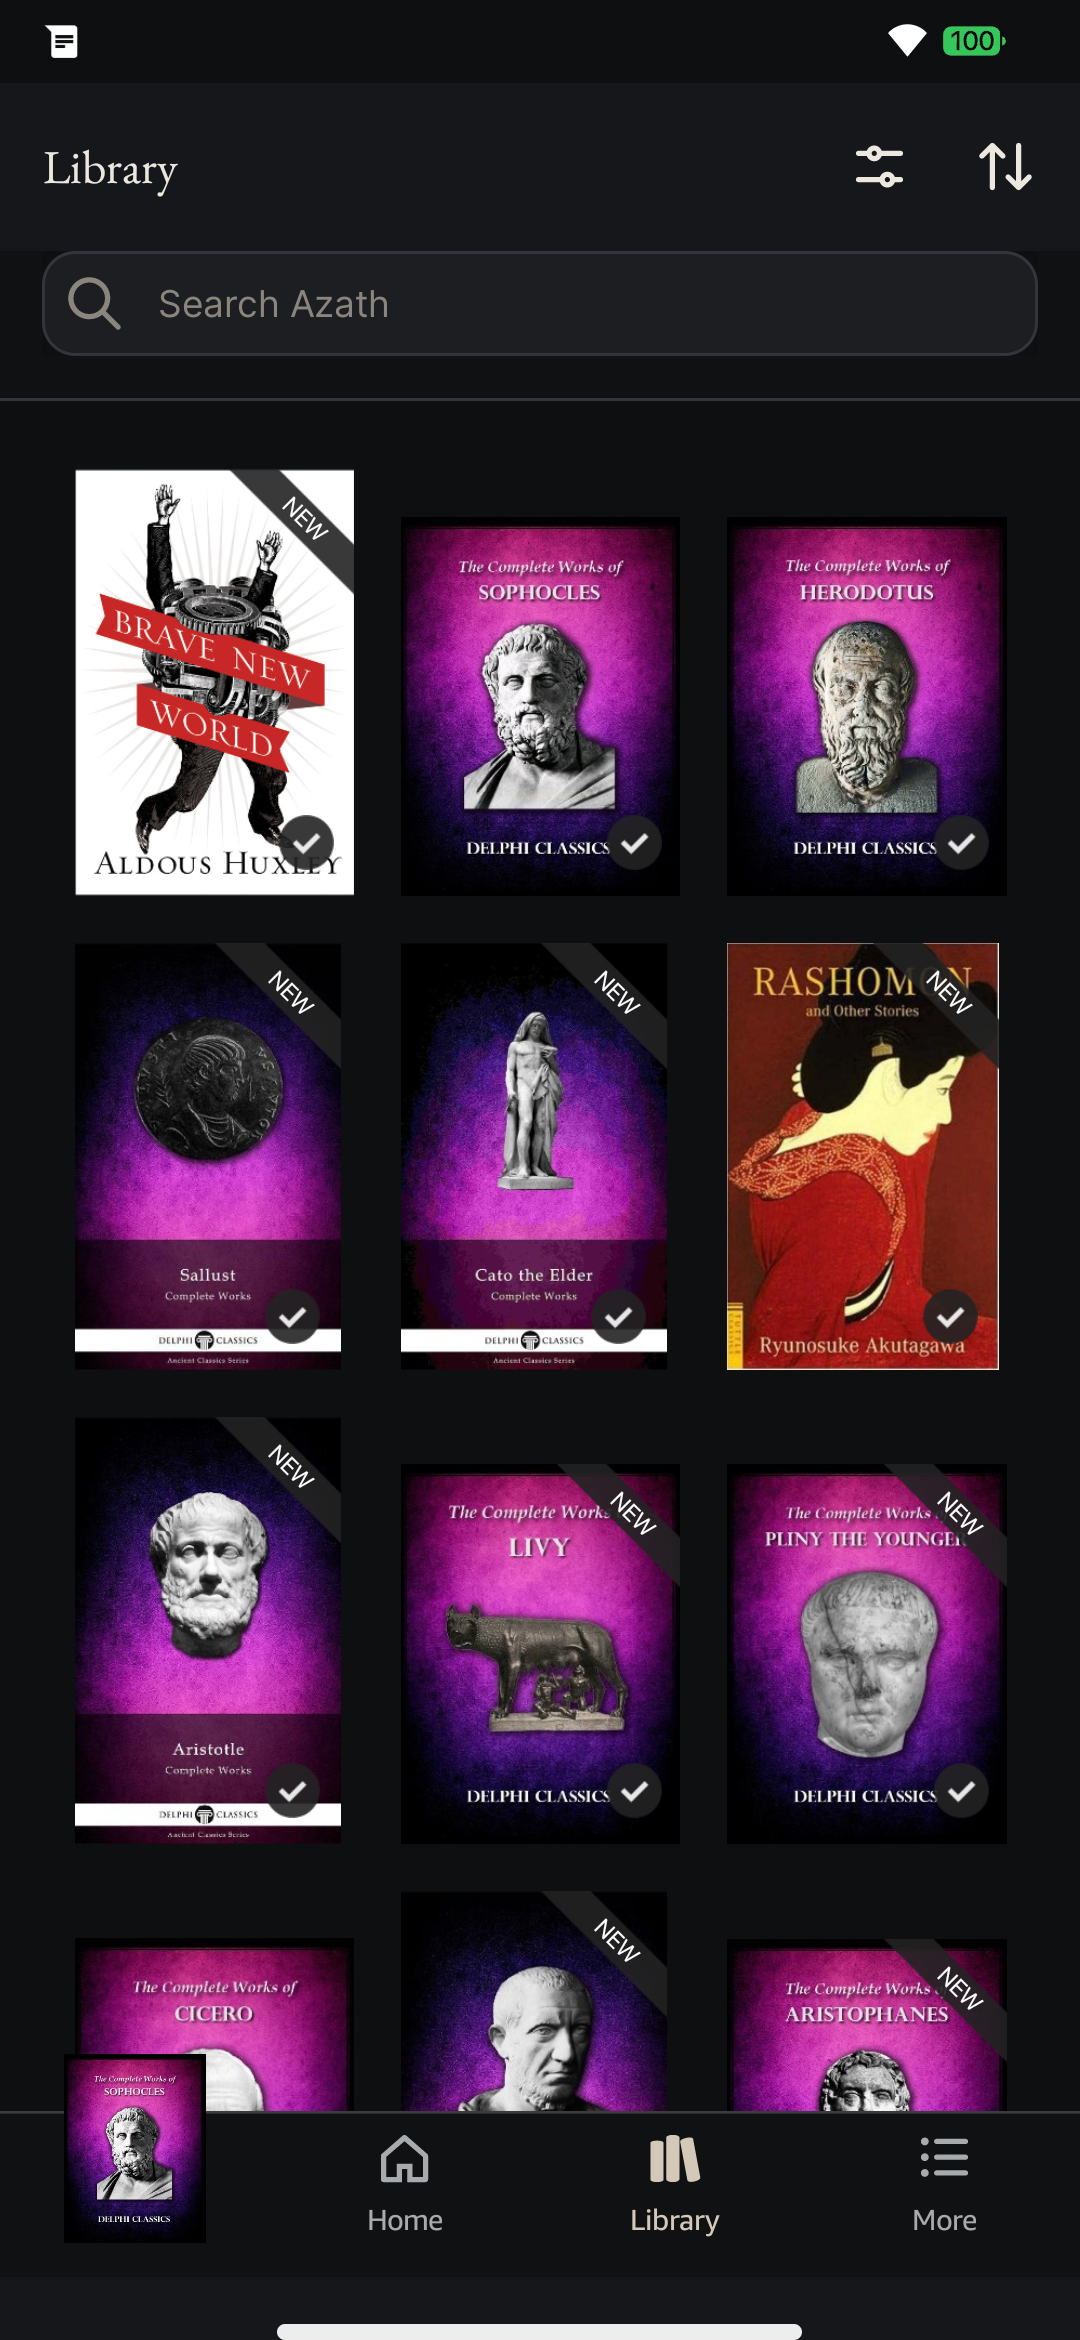 100
Library
Search Azath
NEW
BRAVE NEW
WORLD
ALDOUS HUXLEY
The Complete Works of
SOPHOCLES
DELPHI CLASSICS
The Complete Works of
HERODOTUS
DELPHI CLASSICS
NEW
Sallust
Complete Works
DELPHI CLASSICS
Ancient Classics Series
NEW
Cato the Elder
Complete Works
DELPHI CLASSICS
Ancient Classics Series
NEW
RASHOMON
and Other Stories
Ryunosuke Akutagawa
NEW
Aristotle
Complete Works
DELPHI CLASSICS
Ancient Classics Series
NEW
The Complete Works
LIVY
DELPHI CLASSICS
NEW
The Complete Works
PLINY THE YOUNGER
DELPHI CLASSICS
The Complete Works of
CICERO
NEW
NEW
The Complete Works
ARISTOPHANES
The Complete Works of
SOPHOCLES
DELPHI CLASSICS
Home
Library
More